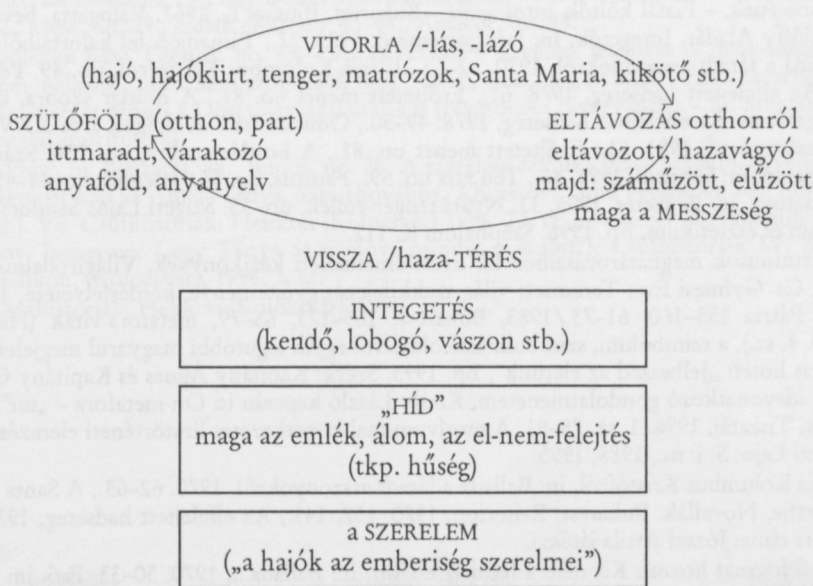 VITORLA /-lás, -lázó
(hajó, hajókürt, tenger, matrózok, Santa Maria, kikötő stb.)
SZÜLŐFÖLD (otthon, part)
ittmaradt, várakozó
anyaföld, anyanyelv
ELTÁVOZÁS otthonról
eltávozott, hazavágyó
majd: száműzött, elűzött
maga a MESSZEség
VISSZA /haza-TÉRÉS
INTEGETÉS
(kendő, lobogó, vászon stb.)
„HÍD”
maga az emlék, álom, az el-nem-felejtés
(tkp. hűség)
a SZERELEM
(„a hajók az emberiség szerelmei”)